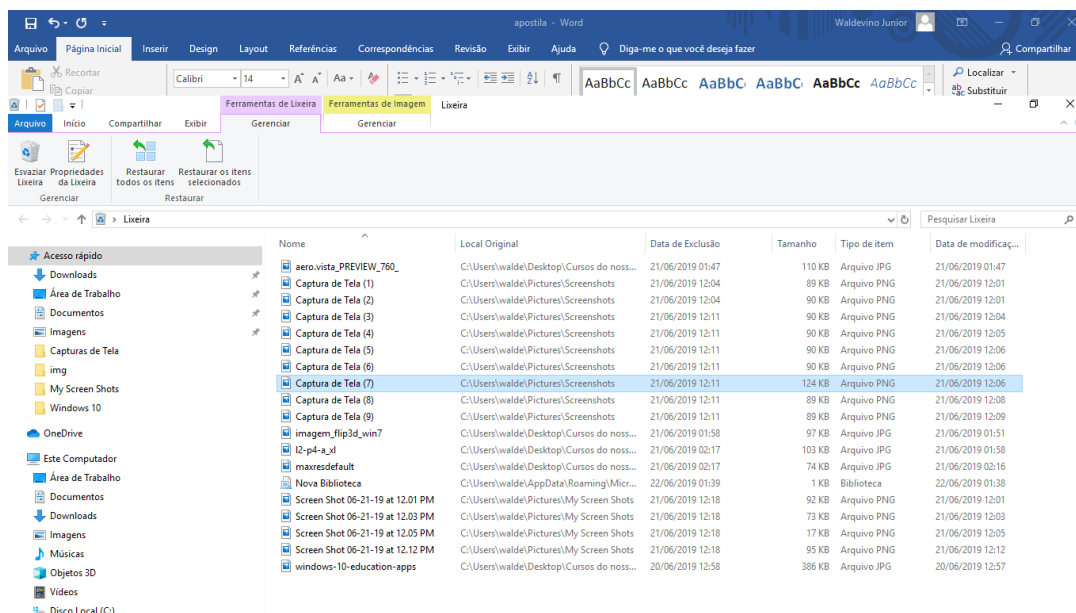 apostila - Word Waldevino Junior
Arquivo Página Inicial Inserir Design Layout Referências Correspondências Revisão Exibir Ajuda Diga-me o que você deseja fazer Compartilhar
Recortar Calibri 14 AaBbCc AaBbCc AaBbC AaBbC AaBbCc AaBbCc Localizar
Copiar Substituir
Ferramentas de Lixeira Ferramentas de Imagem Lixeira
Arquivo Início Compartilhar Exibir Gerenciar Gerenciar
Esvaziar Propriedades Restaurar Restaurar os itens
Lixeira da Lixeira todos os itens selecionados
Gerenciar Restaurar
Lixeira Pesquisar Lixeira
Nome Local Original Data de Exclusão Tamanho Tipo de item Data de modificaç...
Acesso rápido
Downloads
Área de Trabalho
Documentos
Imagens
Capturas de Tela
img
My Screen Shots
Windows 10
OneDrive
Este Computador
Área de Trabalho
Documentos
Downloads
Imagens
Músicas
Objetos 3D
Vídeos
Disco Local (C:)
aero.vista_PREVIEW_760_ C:\Users\walde\Desktop\Cursos do noss... 21/06/2019 01:47 110 KB Arquivo JPG 21/06/2019 01:47
Captura de Tela (1) C:\Users\walde\Pictures\Screenshots 21/06/2019 12:04 89 KB Arquivo PNG 21/06/2019 12:01
Captura de Tela (2) C:\Users\walde\Pictures\Screenshots 21/06/2019 12:04 90 KB Arquivo PNG 21/06/2019 12:01
Captura de Tela (3) C:\Users\walde\Pictures\Screenshots 21/06/2019 12:11 90 KB Arquivo PNG 21/06/2019 12:04
Captura de Tela (4) C:\Users\walde\Pictures\Screenshots 21/06/2019 12:11 90 KB Arquivo PNG 21/06/2019 12:05
Captura de Tela (5) C:\Users\walde\Pictures\Screenshots 21/06/2019 12:11 90 KB Arquivo PNG 21/06/2019 12:06
Captura de Tela (6) C:\Users\walde\Pictures\Screenshots 21/06/2019 12:11 90 KB Arquivo PNG 21/06/2019 12:06
Captura de Tela (7) C:\Users\walde\Pictures\Screenshots 21/06/2019 12:11 124 KB Arquivo PNG 21/06/2019 12:06
Captura de Tela (8) C:\Users\walde\Pictures\Screenshots 21/06/2019 12:11 89 KB Arquivo PNG 21/06/2019 12:08
Captura de Tela (9) C:\Users\walde\Pictures\Screenshots 21/06/2019 12:11 89 KB Arquivo PNG 21/06/2019 12:09
imagem_flip3d_win7 C:\Users\walde\Desktop\Cursos do noss... 21/06/2019 01:58 97 KB Arquivo JPG 21/06/2019 01:51
l2-p4-a_xl C:\Users\walde\Desktop\Cursos do noss... 21/06/2019 02:17 103 KB Arquivo JPG 21/06/2019 01:58
maxresdefault C:\Users\walde\Desktop\Cursos do noss... 21/06/2019 02:17 74 KB Arquivo JPG 21/06/2019 02:16
Nova Biblioteca C:\Users\walde\AppData\Roaming\Micr... 22/06/2019 01:39 1 KB Biblioteca 22/06/2019 01:38
Screen Shot 06-21-19 at 12.01 PM C:\Users\walde\Pictures\My Screen Shots 21/06/2019 12:18 92 KB Arquivo PNG 21/06/2019 12:01
Screen Shot 06-21-19 at 12.03 PM C:\Users\walde\Pictures\My Screen Shots 21/06/2019 12:18 73 KB Arquivo PNG 21/06/2019 12:03
Screen Shot 06-21-19 at 12.05 PM C:\Users\walde\Pictures\My Screen Shots 21/06/2019 12:18 17 KB Arquivo PNG 21/06/2019 12:05
Screen Shot 06-21-19 at 12.12 PM C:\Users\walde\Pictures\My Screen Shots 21/06/2019 12:18 95 KB Arquivo PNG 21/06/2019 12:12
windows-10-education-apps C:\Users\walde\Desktop\Cursos do noss... 20/06/2019 12:58 386 KB Arquivo JPG 20/06/2019 12:57